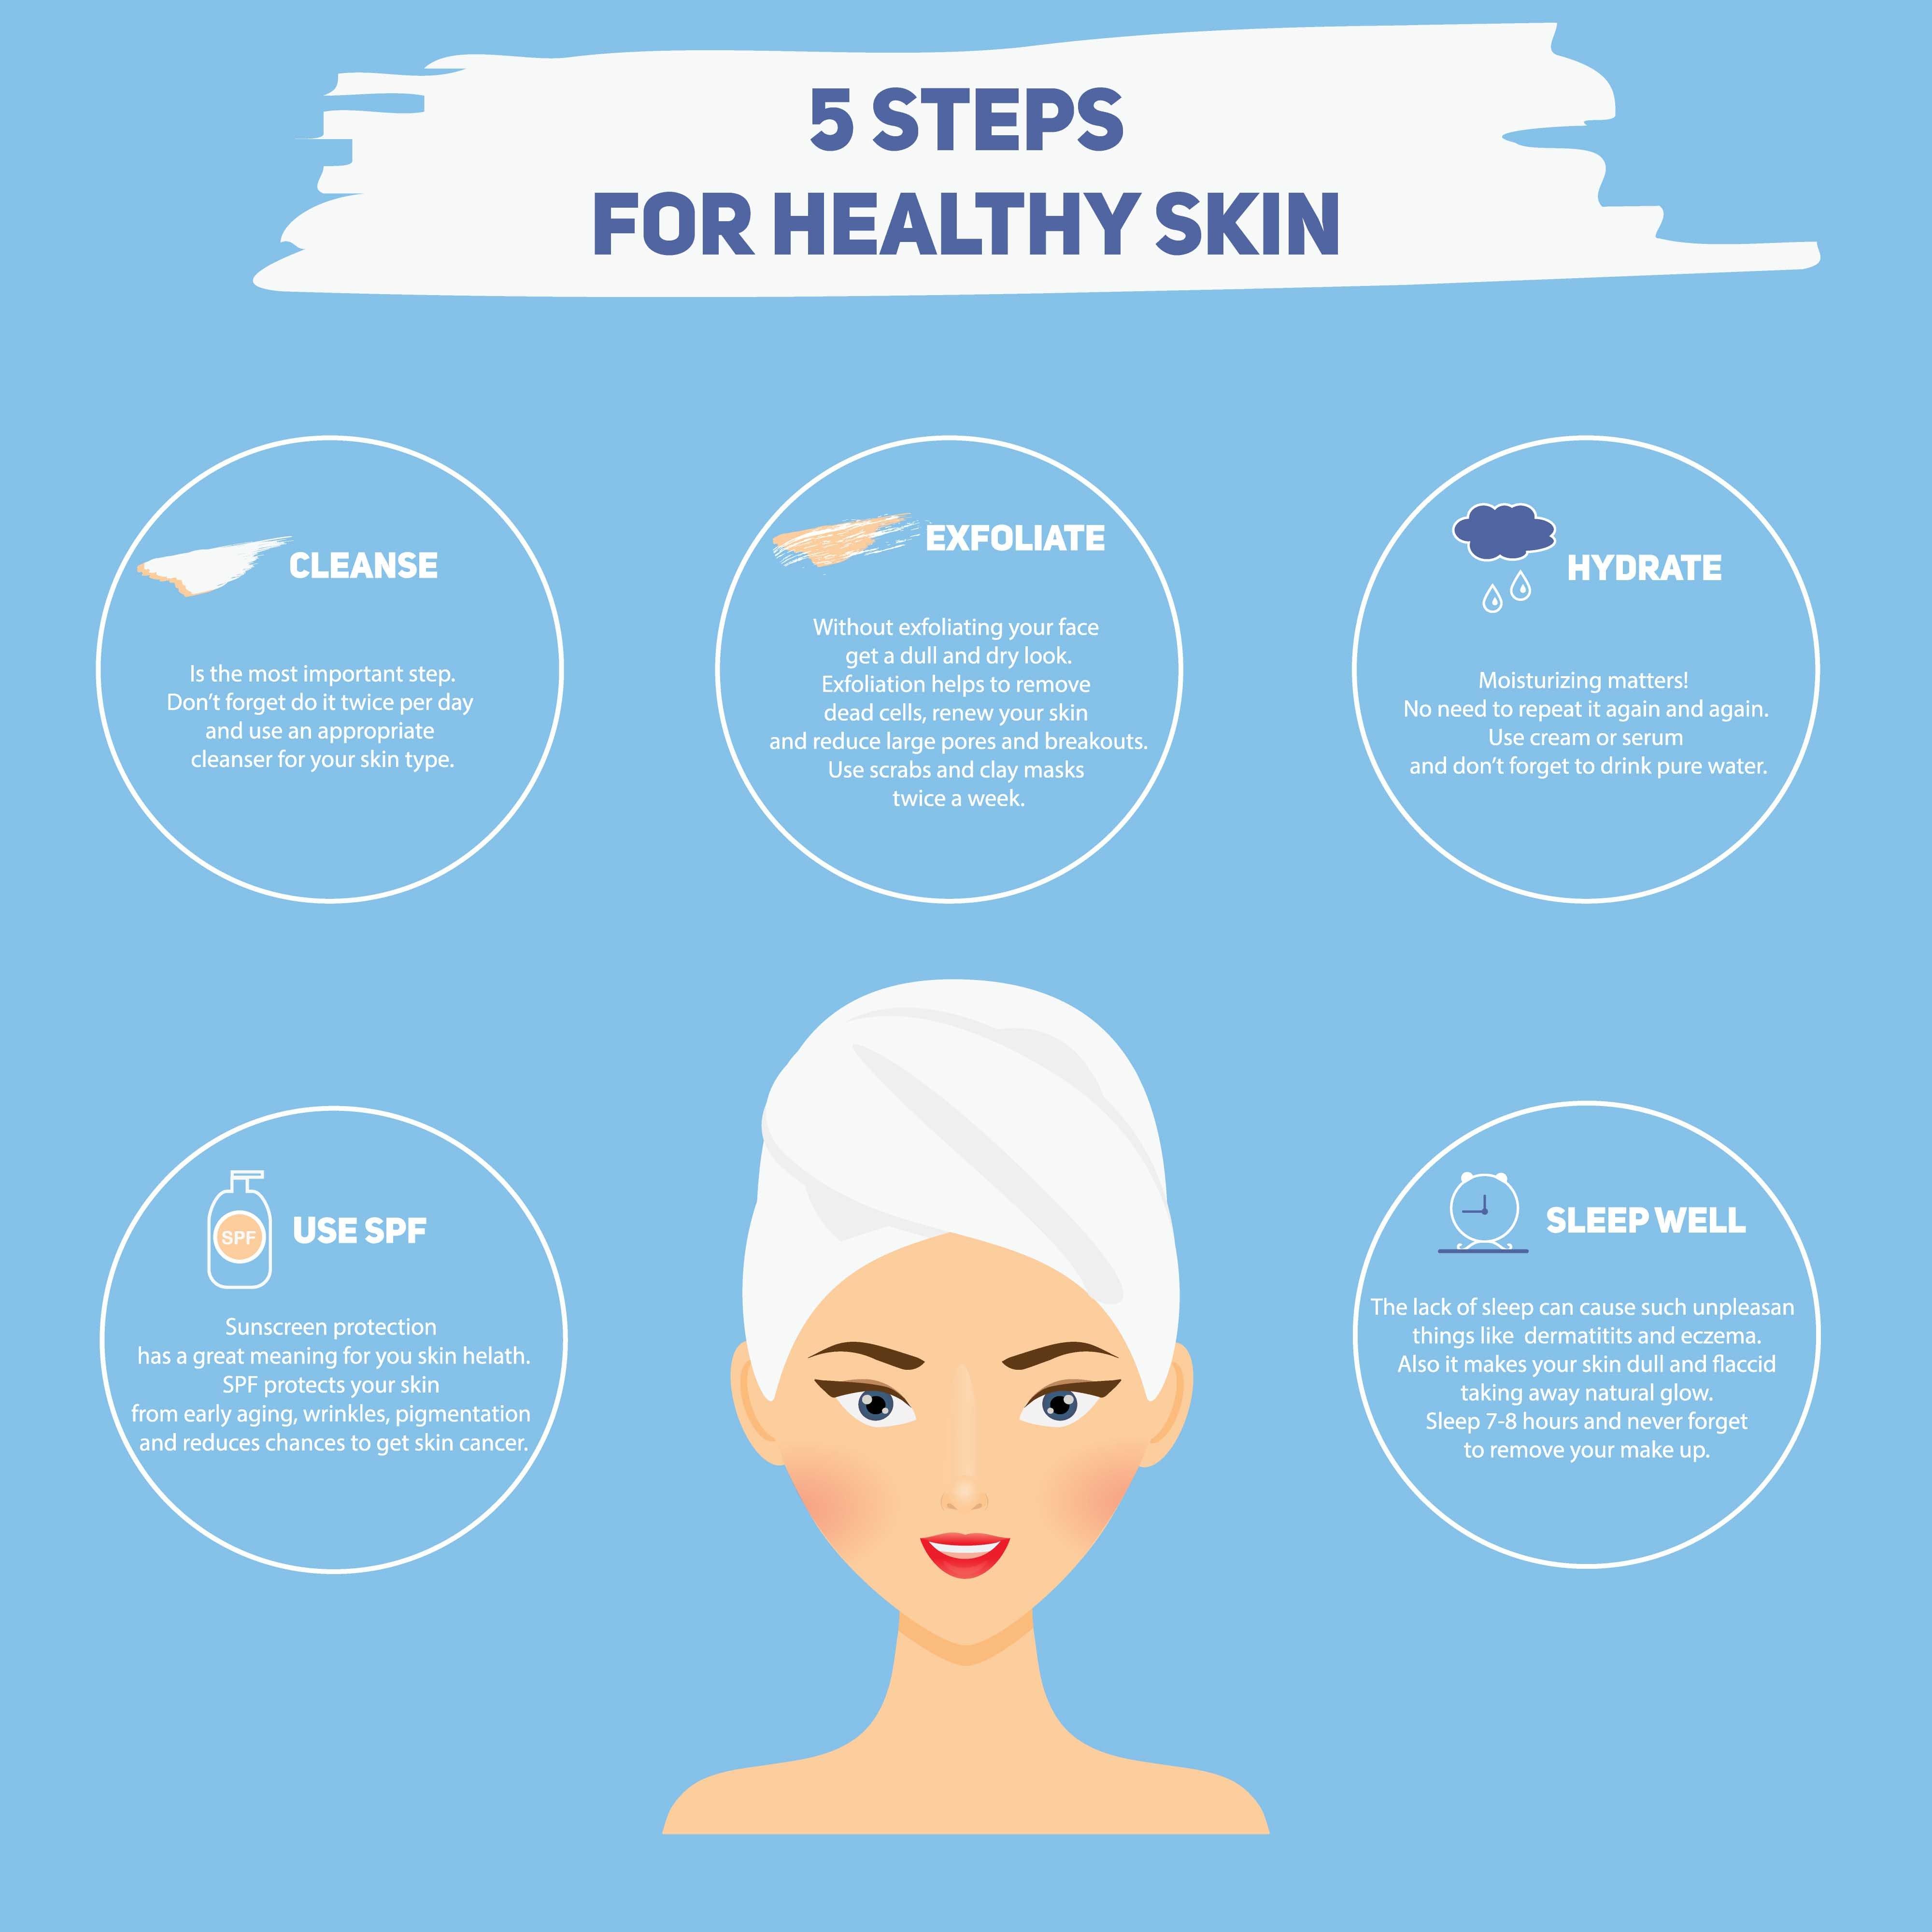 5 STEPS
FOR HEALTHY SKIN
CLEANSE
Is the most important step.
Don't forget do it twice per day
and use an appropriate
cleanser for your skin type.
EXFOLIATE
Without exfoliating your face
get a dull and dry look.
Exfoliation helps to remove
dead cells, renew your skin
and reduce large pores and breakouts.
Use scrabs and clay masks
twice a week.
HYDRATE
Moisturizing matters!
No need to repeat it again and again.
Use cream or serum
and don't forget to drink pure water.
SPF
USE SPF
Sunscreen protection
has a great meaning for you skin helath.
SPF protects your skin
from early aging, wrinkles, pigmentation
and reduces chances to get skin cancer.
SLEEP WELL
The lack of sleep can cause such unpleasan
things like dermatitits and eczema.
Also it makes your skin dull and flaccid
taking away natural glow.
Sleep 7-8 hours and never forget
to remove your make up.